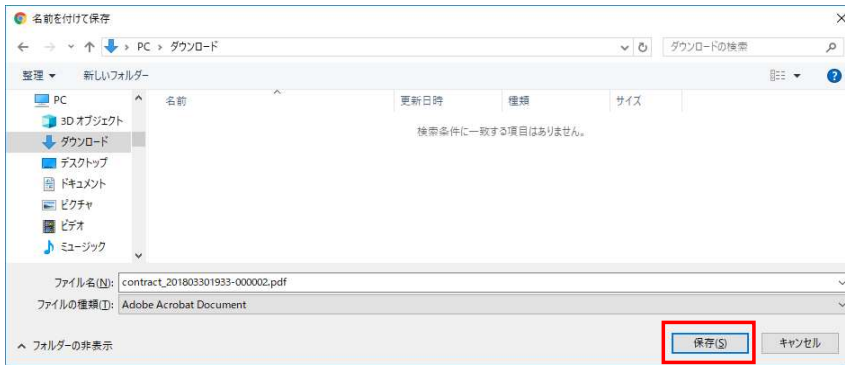 名前を付けて保存
PC › ダウンロード
ダウンロードの検索
整理 新しいフォルダー
名前 更新日時 種類 サイズ
検索条件に一致する項目はありません。
PC
3D オブジェクト
ダウンロード
デスクトップ
ドキュメント
ピクチャ
ビデオ
ミュージック
ファイル名(N): contract_201803301933-000002.pdf
ファイルの種類(T): Adobe Acrobat Document
フォルダーの非表示
保存(S) キャンセル